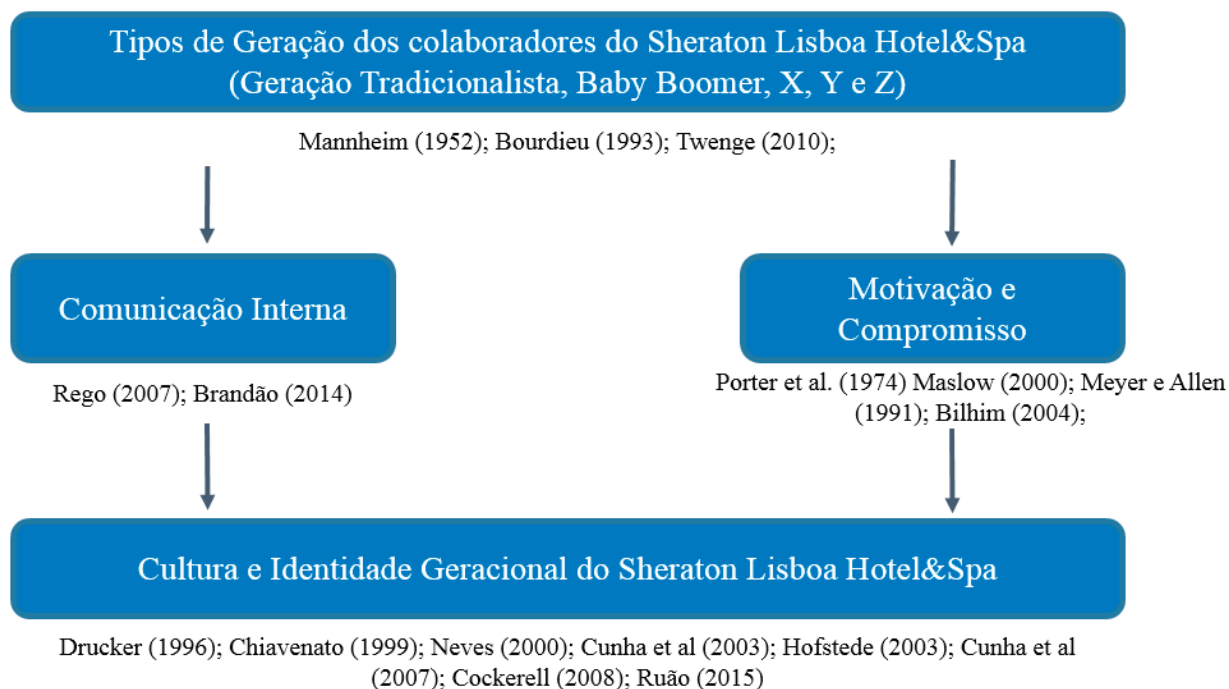 Tipos de Geração dos colaboradores do Sheraton Lisboa Hotel&Spa
(Geração Tradicionalista, Baby Boomer, X, Y e Z)
Mannheim (1952); Bourdieu (1993); Twenge (2010);
Comunicação Interna
Rego (2007); Brandão (2014)
Motivação e
Compromisso
Porter et al. (1974) Maslow (2000); Meyer e Allen
(1991); Bilhim (2004);
Cultura e Identidade Geracional do Sheraton Lisboa Hotel&Spa
Drucker (1996); Chiavenato (1999); Neves (2000); Cunha et al (2003); Hofstede (2003); Cunha et al
(2007); Cockerell (2008); Ruão (2015)